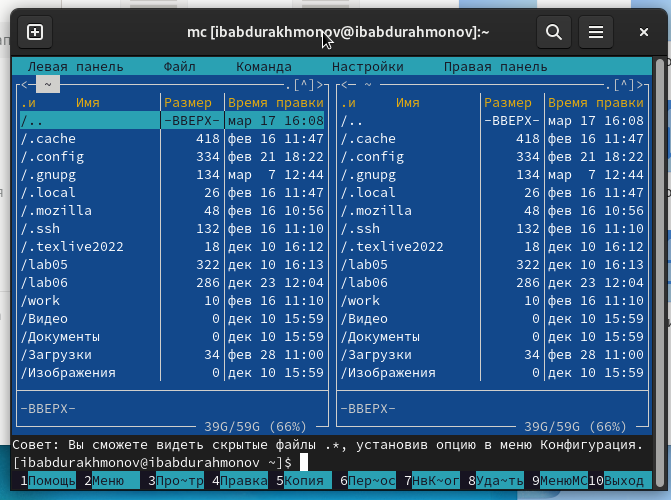 mc [ibabdurakhmonov@ibabdurahmonov]:~
Левая панель Файл Команда Настройки Правая панель
<— ~ .[^]> <— ~ .[^]>
.и Имя Размер Время правки .и Имя Размер Время правки
/.. -ВВЕРХ- мар 17 16:08 /.. -ВВЕРХ- мар 17 16:08
/.cache 418 фев 16 11:47 /.cache 418 фев 16 11:47
/.config 334 фев 21 18:22 /.config 334 фев 21 18:22
/.gnupg 134 мар 7 12:44 /.gnupg 134 мар 7 12:44
/.local 26 фев 16 11:47 /.local 26 фев 16 11:47
/.mozilla 48 фев 16 10:56 /.mozilla 48 фев 16 10:56
/.ssh 132 фев 16 11:10 /.ssh 132 фев 16 11:10
/.texlive2022 18 дек 10 16:12 /.texlive2022 18 дек 10 16:12
/lab05 322 дек 10 16:13 /lab05 322 дек 10 16:13
/lab06 286 дек 23 12:04 /lab06 286 дек 23 12:04
/work 10 фев 16 11:10 /work 10 фев 16 11:10
/Видео 0 дек 10 15:59 /Видео 0 дек 10 15:59
/Документы 0 дек 10 15:59 /Документы 0 дек 10 15:59
/Загрузки 34 фев 28 11:00 /Загрузки 34 фев 28 11:00
/Изображения 0 дек 10 15:59 /Изображения 0 дек 10 15:59
-ВВЕРХ- -ВВЕРХ-
39G/59G (66%) 39G/59G (66%)
Совет: Вы сможете видеть скрытые файлы .*, установив опцию в меню Конфигурация.
[ibabdurakhmonov@ibabdurahmonov ~]$
1Помощь 2Меню 3Про~тр 4Правка 5Копия 6Пер~ос 7НвК~ог 8Уда~ть 9МенюMC 10Выход